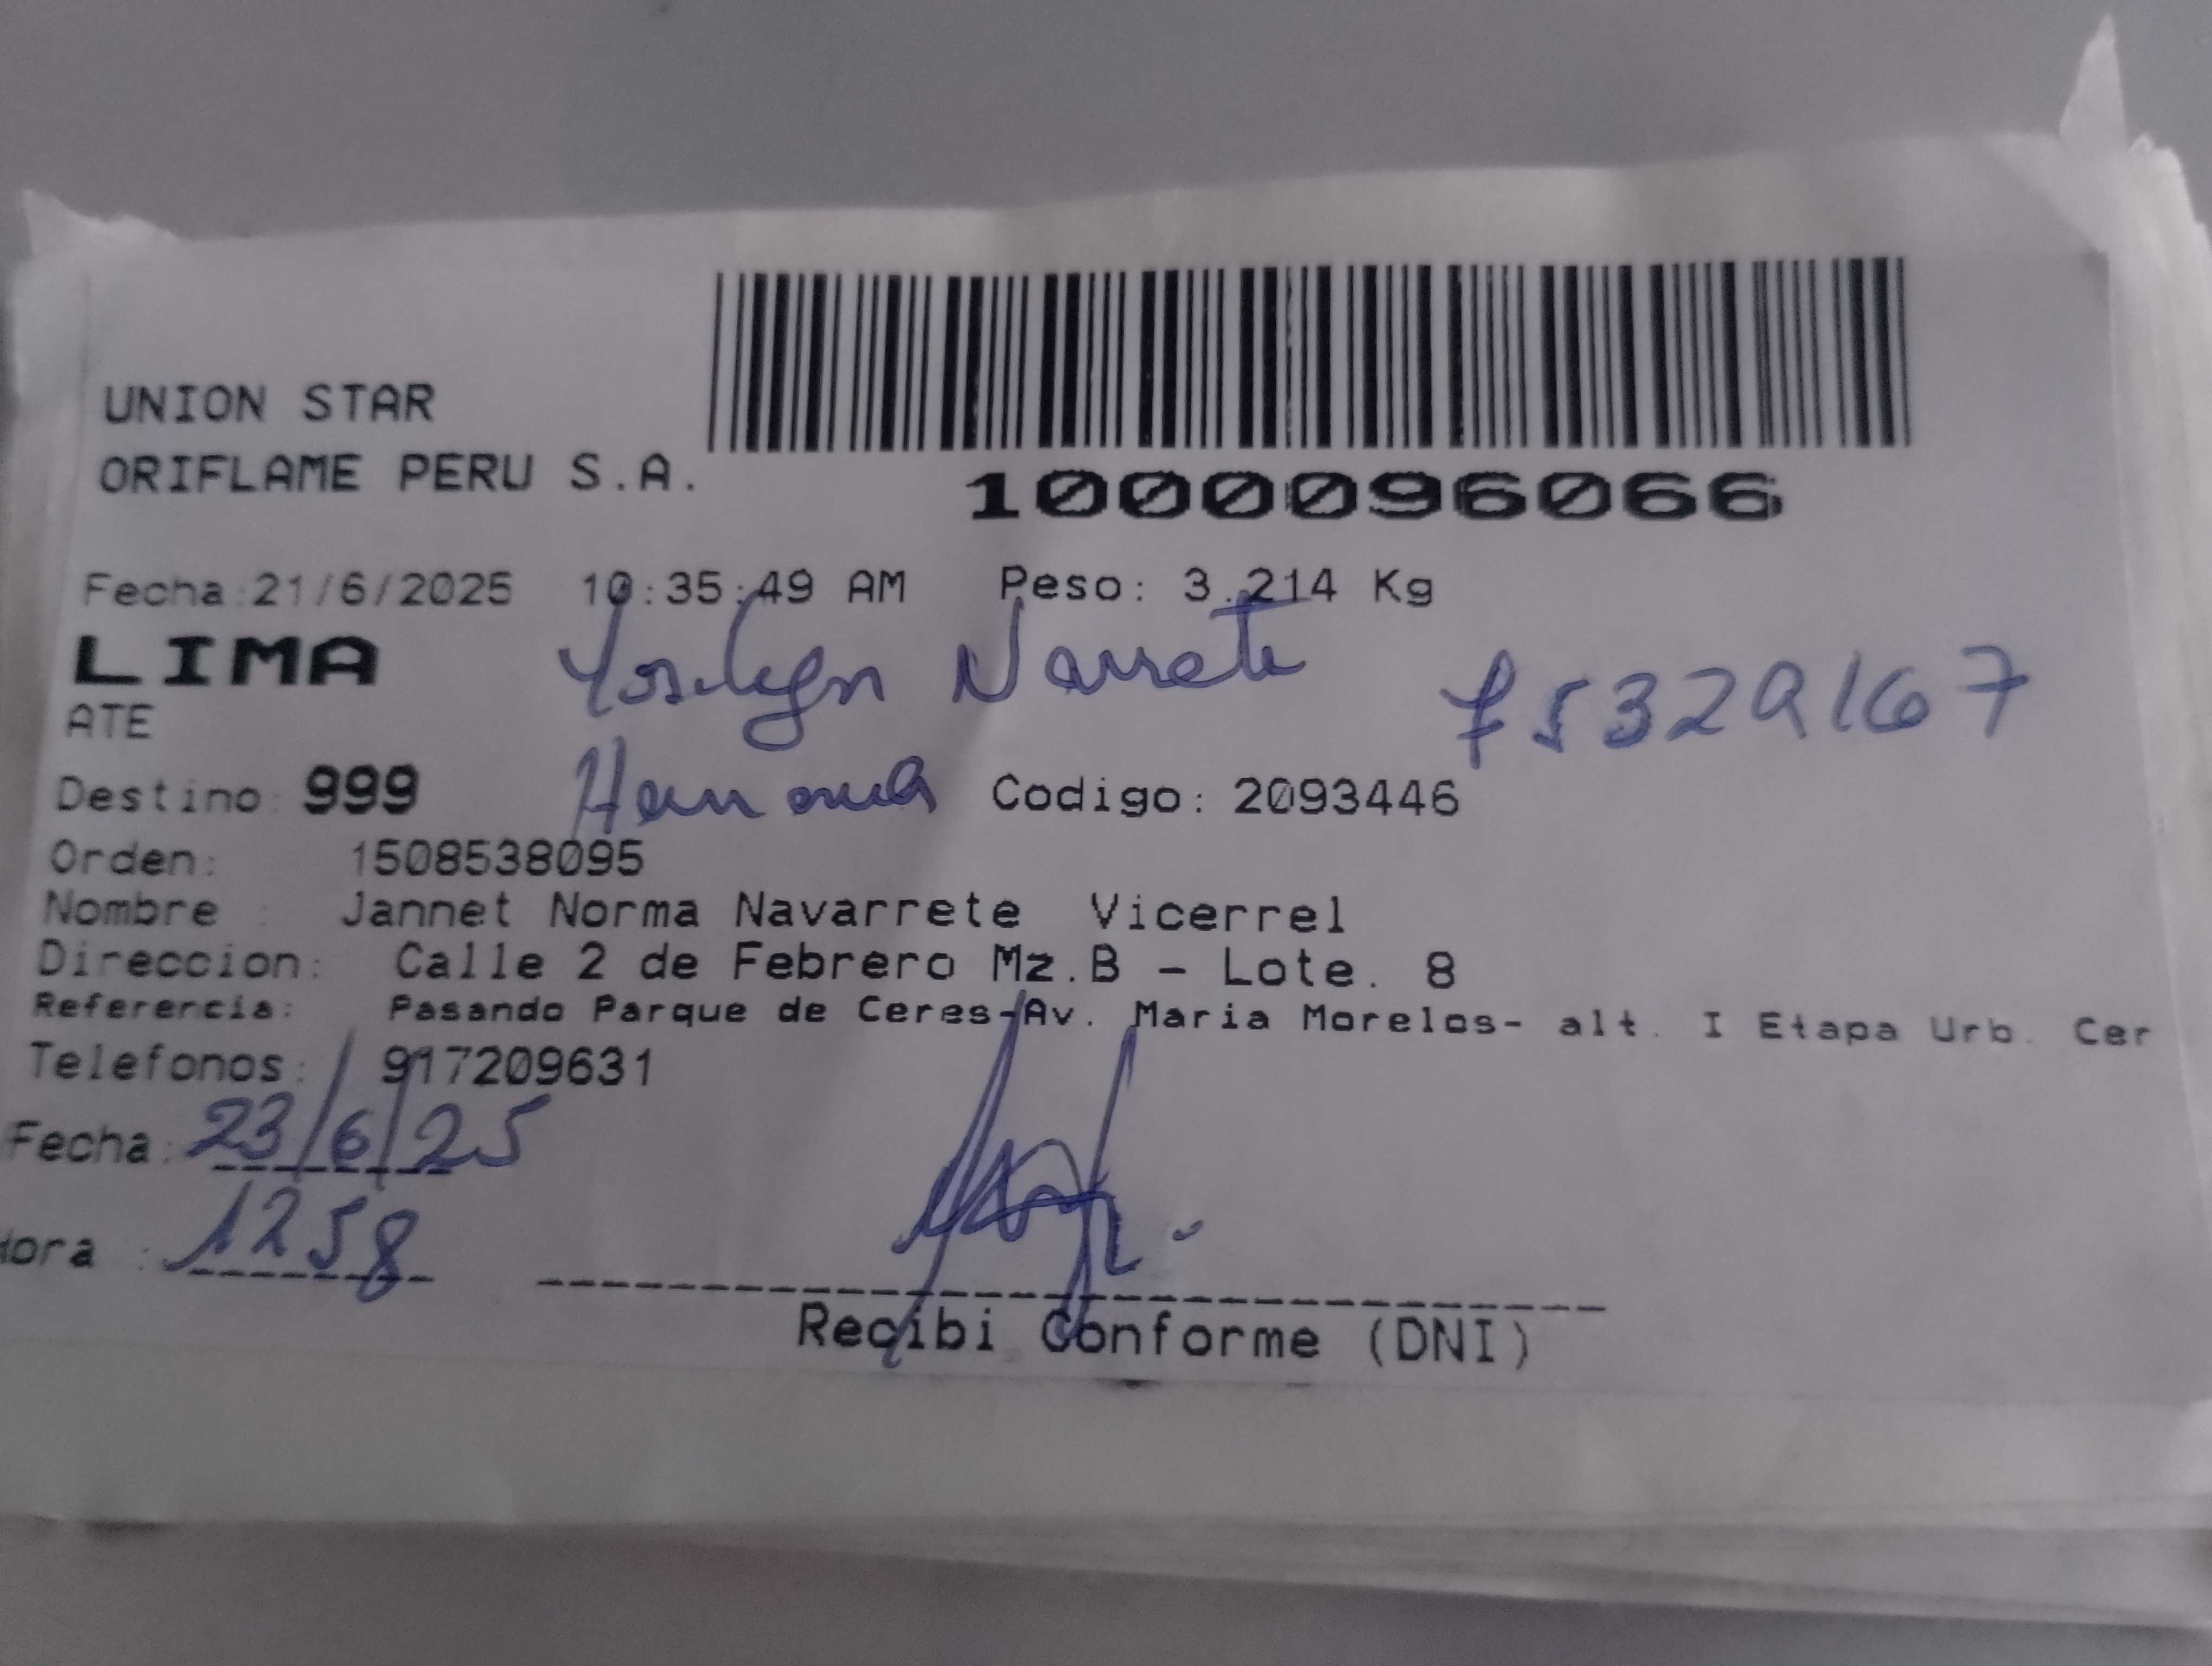 UNION STAR
ORIFLAME PERU S.A.
1000096066
Fecha:21/6/2025 10:35:49 AM Peso: 3.214 Kg
LIMA
ATE
75329167
Destino: 999 Hermana Codigo: 2093446
Orden: 1508538095
Nombre : Jannet Norma Navarrete Vicerrel
Direccion: Calle 2 de Febrero Mz.B - Lote. 8
Referencia: Pasando Parque de Ceres-Av. Maria Morelos- alt. I Etapa Urb. Cer
Telefonos: 917209631
Fecha: 23/6/25
Hora : 1258
Recibi Conforme (DNI)